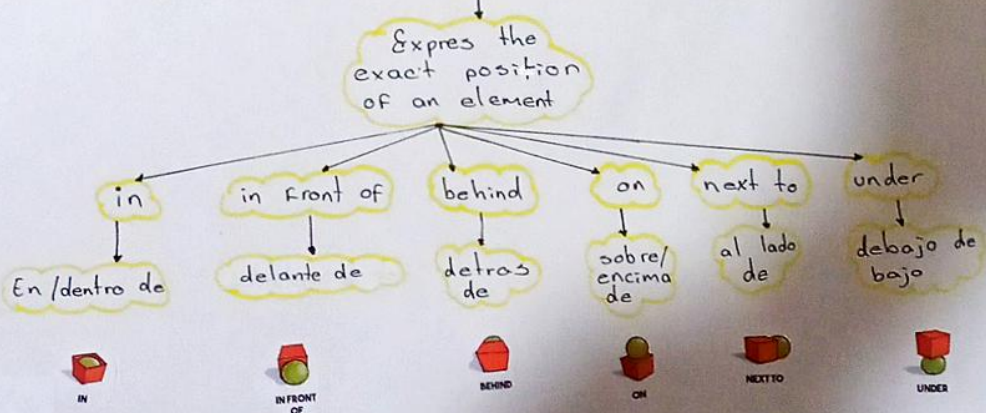 Expres the
exact position
of an element
in
in front of
behind
on
next to
under
En/dentro de
delante de
detras
de
sobre/
encima
de
al lado
de
debajo de
bajo
IN
IN FRONT
OF
BEHIND
ON
NEXT TO
UNDER